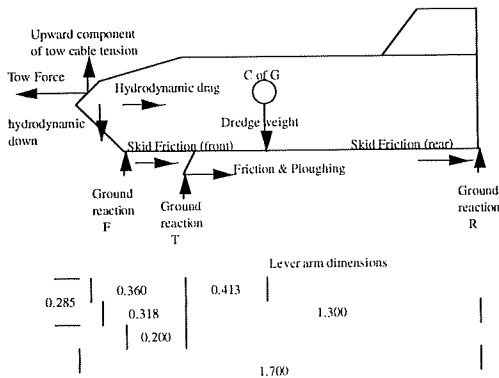 Upward component
of tow cable tension
Tow Force
Hydrodynamic drag
C of G
hydrodynamic
down
Dredge weight
Skid Friction (front)
Skid Friction (rear)
Friction & Ploughing
Ground
reaction
F
Ground
reaction
T
Ground
reaction
R
Lever arm dimensions
0.285
0.360
0.413
0.318
1.300
0.200
1.700